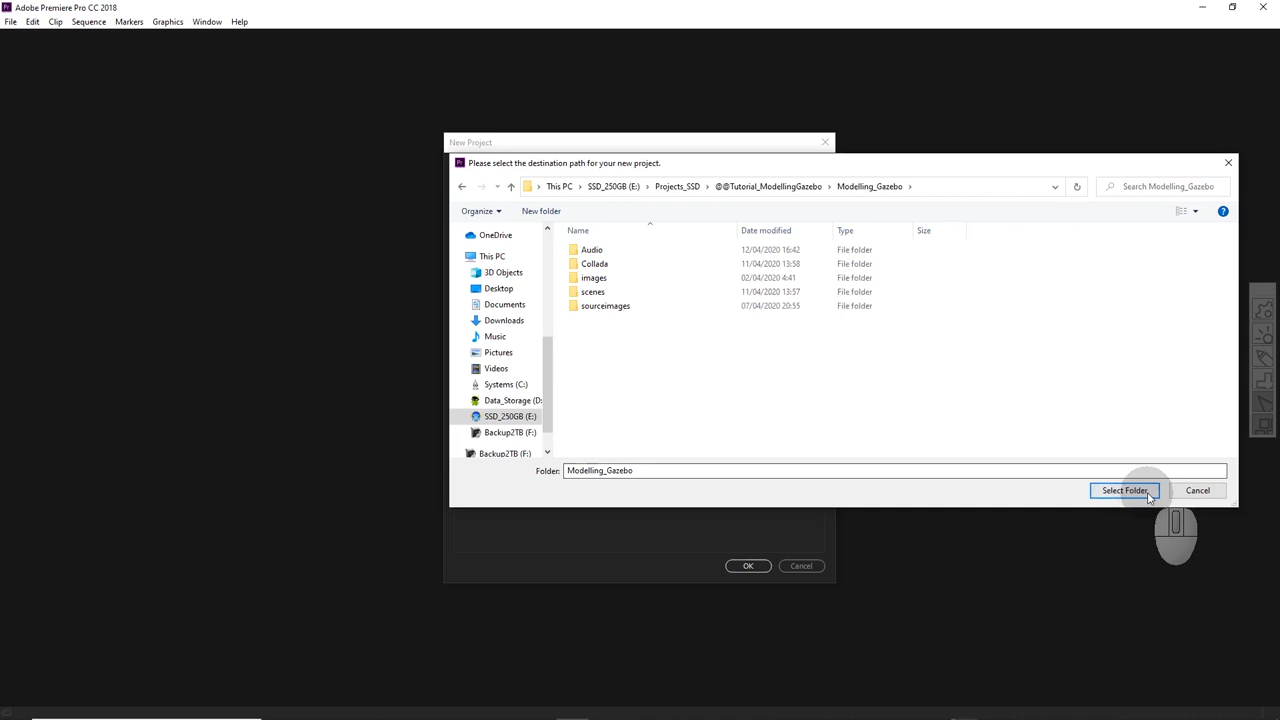 Adobe Premiere Pro CC 2018
File Edit Clip Sequence Markers Graphics Window Help
New Project
Please select the destination path for your new project.
This PC > SSD_250GB (E:) > Projects_SSD > @@Tutorial_ModellingGazebo > Modelling_Gazebo >
Search Modelling_Gazebo
Organize New folder
Name Date modified Type Size
OneDrive
This PC
3D Objects
Desktop
Documents
Downloads
Music
Pictures
Videos
Systems (C:)
Data_Storage (D:
SSD_250GB (E:)
Backup2TB (F:)
Backup2TB (F:)
Audio 12/04/2020 16:42 File folder
Collada 11/04/2020 13:58 File folder
images 02/04/2020 4:41 File folder
scenes 11/04/2020 13:57 File folder
sourceimages 07/04/2020 20:55 File folder
Folder: Modelling_Gazebo
Select Folder Cancel
OK Cancel